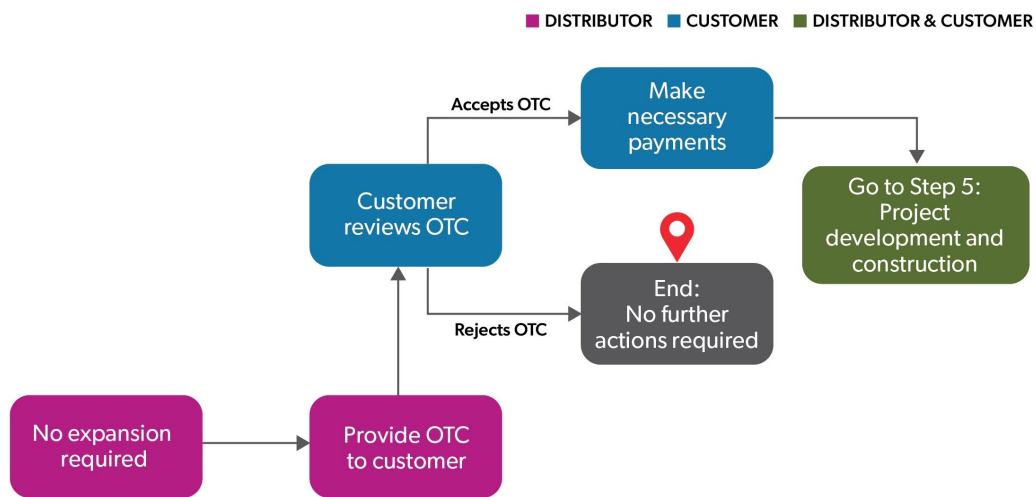 DISTRIBUTOR CUSTOMER DISTRIBUTOR & CUSTOMER
Accepts OTC
Make
necessary
payments
Go to Step 5:
Project
development and
construction
Customer
reviews OTC
End:
No further
actions required
Rejects OTC
No expansion
required
Provide OTC
to customer